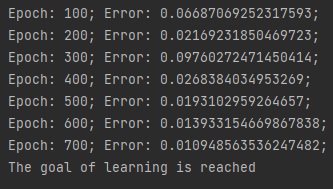 Epoch: 100; Error: 0.06687069252317593;
Epoch: 200; Error: 0.02169231850469723;
Epoch: 300; Error: 0.09760272471450414;
Epoch: 400; Error: 0.0268384034953269;
Epoch: 500; Error: 0.0193102959264657;
Epoch: 600; Error: 0.013933154669867838;
Epoch: 700; Error: 0.010948563536247482;
The goal of learning is reached